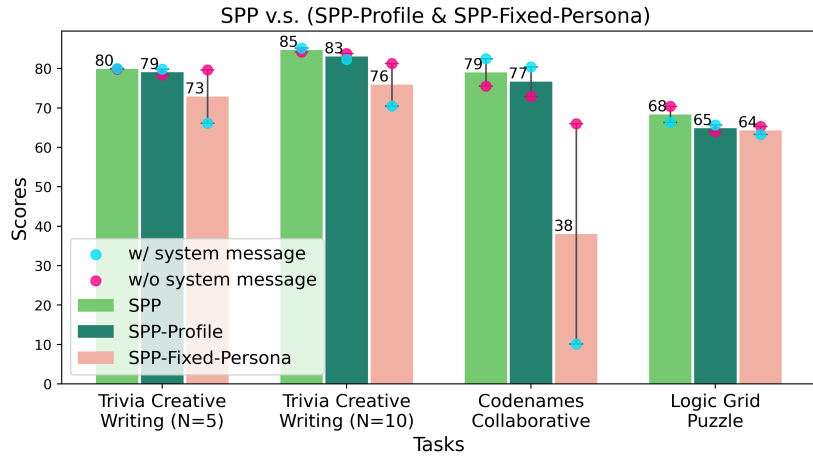 SPP v.s. (SPP-Profile & SPP-Fixed-Persona)
Scores
80
70
60
50
40
30
20
10
0
80
79
73
85
83
76
79
77
38
68
65
64
w/ system message
w/o system message
SPP
SPP-Profile
SPP-Fixed-Persona
Trivia Creative
Writing (N=5)
Trivia Creative
Writing (N=10)
Codenames
Collaborative
Logic Grid
Puzzle
Tasks